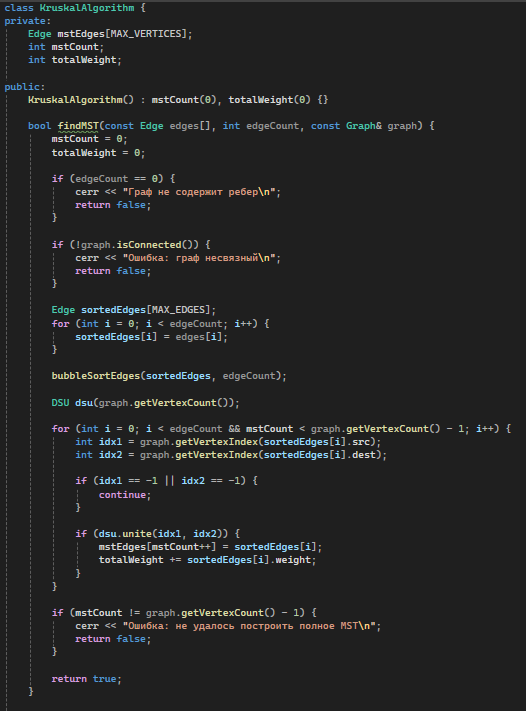 class KruskalAlgorithm {
private:
    Edge mstEdges[MAX_VERTICES];
    int mstCount;
    int totalWeight;

public:
    KruskalAlgorithm() : mstCount(0), totalWeight(0) {}

    bool findMST(const Edge edges[], int edgeCount, const Graph& graph) {
        mstCount = 0;
        totalWeight = 0;

        if (edgeCount == 0) {
            cerr << "Граф не содержит ребер\n";
            return false;
        }

        if (!graph.isConnected()) {
            cerr << "Ошибка: граф несвязный\n";
            return false;
        }

        Edge sortedEdges[MAX_EDGES];
        for (int i = 0; i < edgeCount; i++) {
            sortedEdges[i] = edges[i];
        }

        bubbleSortEdges(sortedEdges, edgeCount);

        DSU dsu(graph.getVertexCount());

        for (int i = 0; i < edgeCount && mstCount < graph.getVertexCount() - 1; i++) {
            int idx1 = graph.getVertexIndex(sortedEdges[i].src);
            int idx2 = graph.getVertexIndex(sortedEdges[i].dest);

            if (idx1 == -1 || idx2 == -1) {
                continue;
            }

            if (dsu.unite(idx1, idx2)) {
                mstEdges[mstCount++] = sortedEdges[i];
                totalWeight += sortedEdges[i].weight;
            }
        }

        if (mstCount != graph.getVertexCount() - 1) {
            cerr << "Ошибка: не удалось построить полное MST\n";
            return false;
        }

        return true;
    }